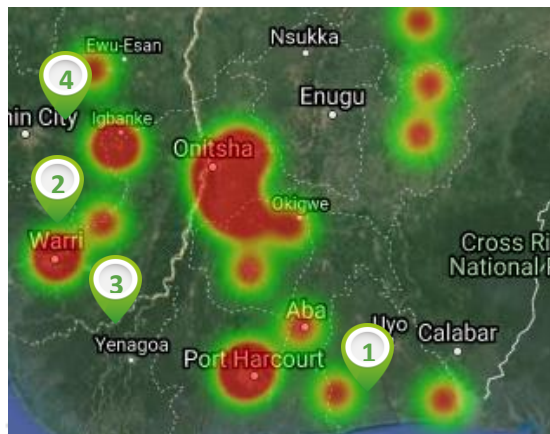 Ewu-Esan
Nsukka
4
nin City
Igbanke
Enugu
Onitsha
2
Okigwe
Warri
Cross Ri
National F
3
Aba
Uyo
Calabar
Yenagoa
Port Harcourt
1